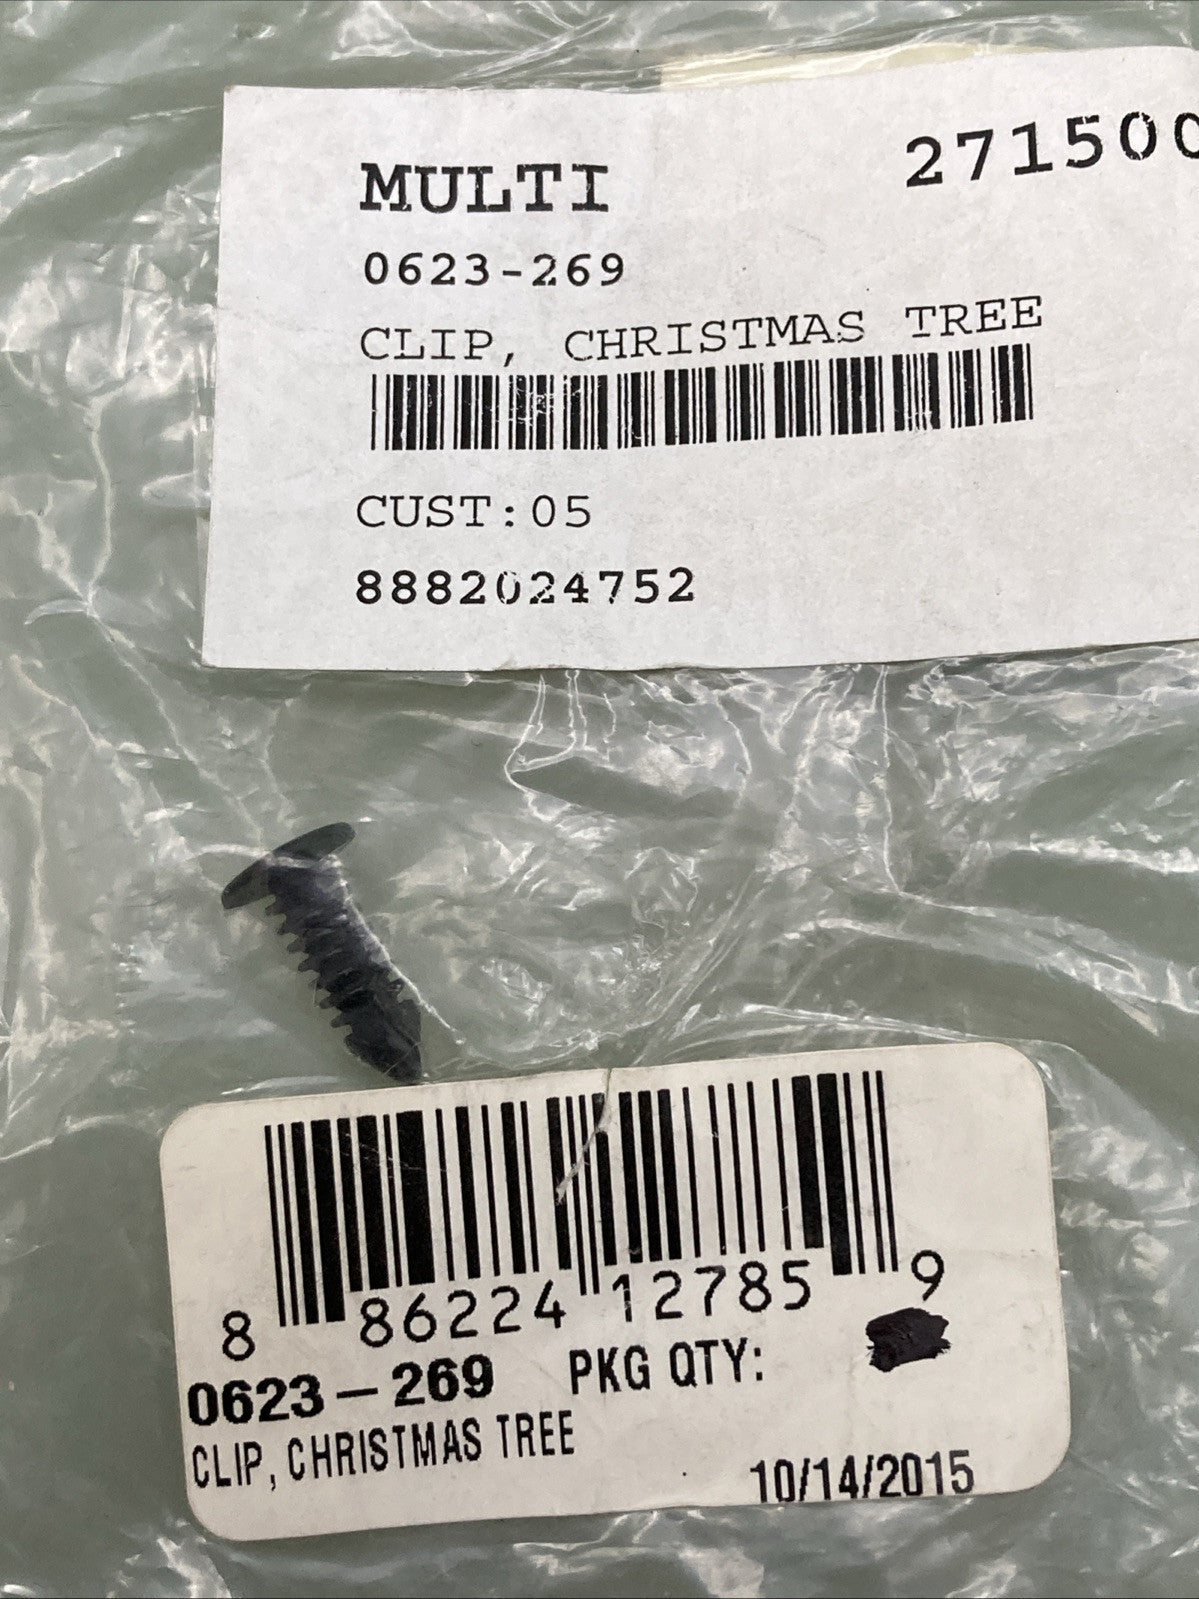 MULTI 271500
0623-269
CLIP, CHRISTMAS TREE
CUST:05
8882024752
8 86224 12785 9
0623-269 PKG QTY:
CLIP, CHRISTMAS TREE
10/14/2015